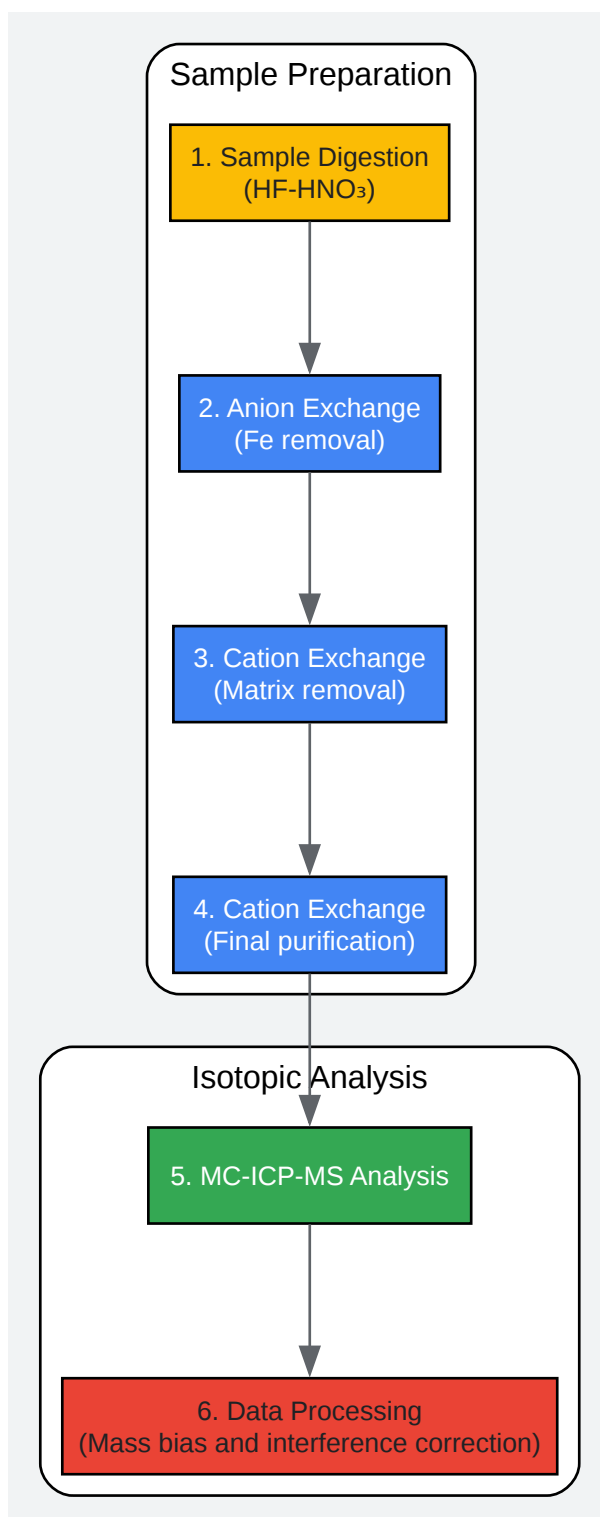 Sample Preparation
1. Sample Digestion
(HF-HNO₃)
2. Anion Exchange
(Fe removal)
3. Cation Exchange
(Matrix removal)
4. Cation Exchange
(Final purification)
Isotopic Analysis
5. MC-ICP-MS Analysis
6. Data Processing
(Mass bias and interference correction)